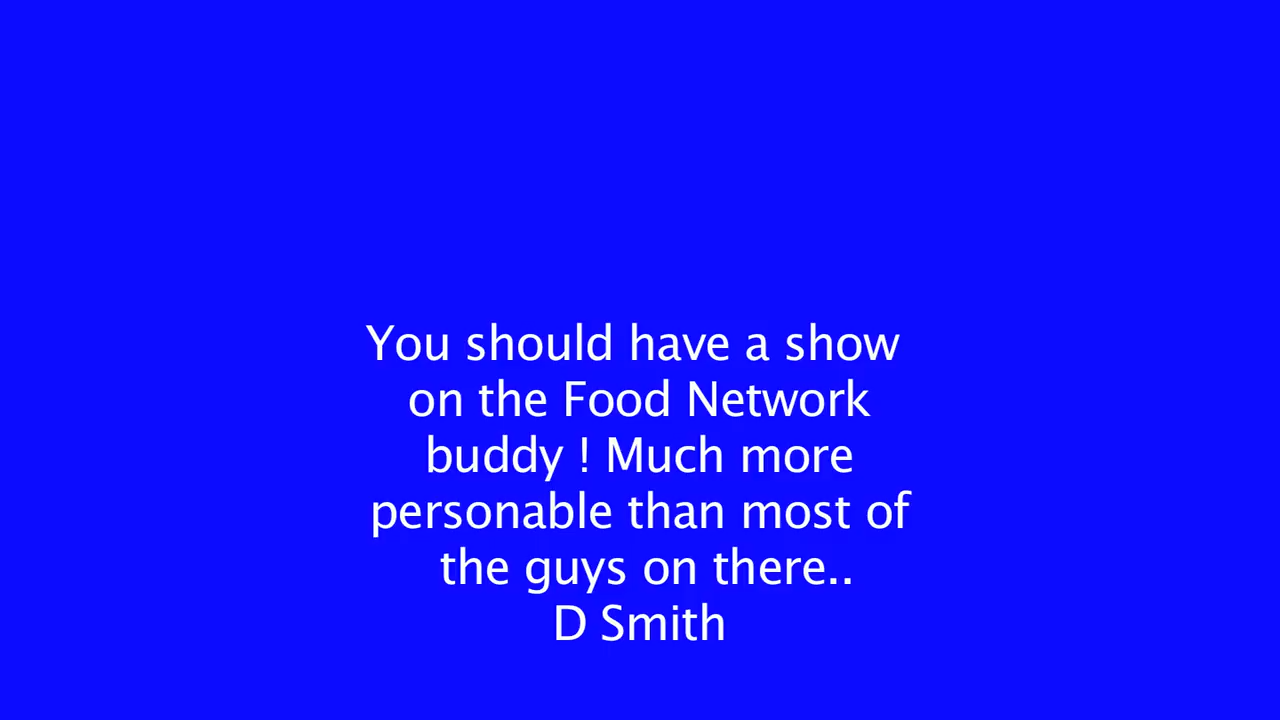 You should have a show
on the Food Network
buddy ! Much more
personable than most of
the guys on there..
D Smith